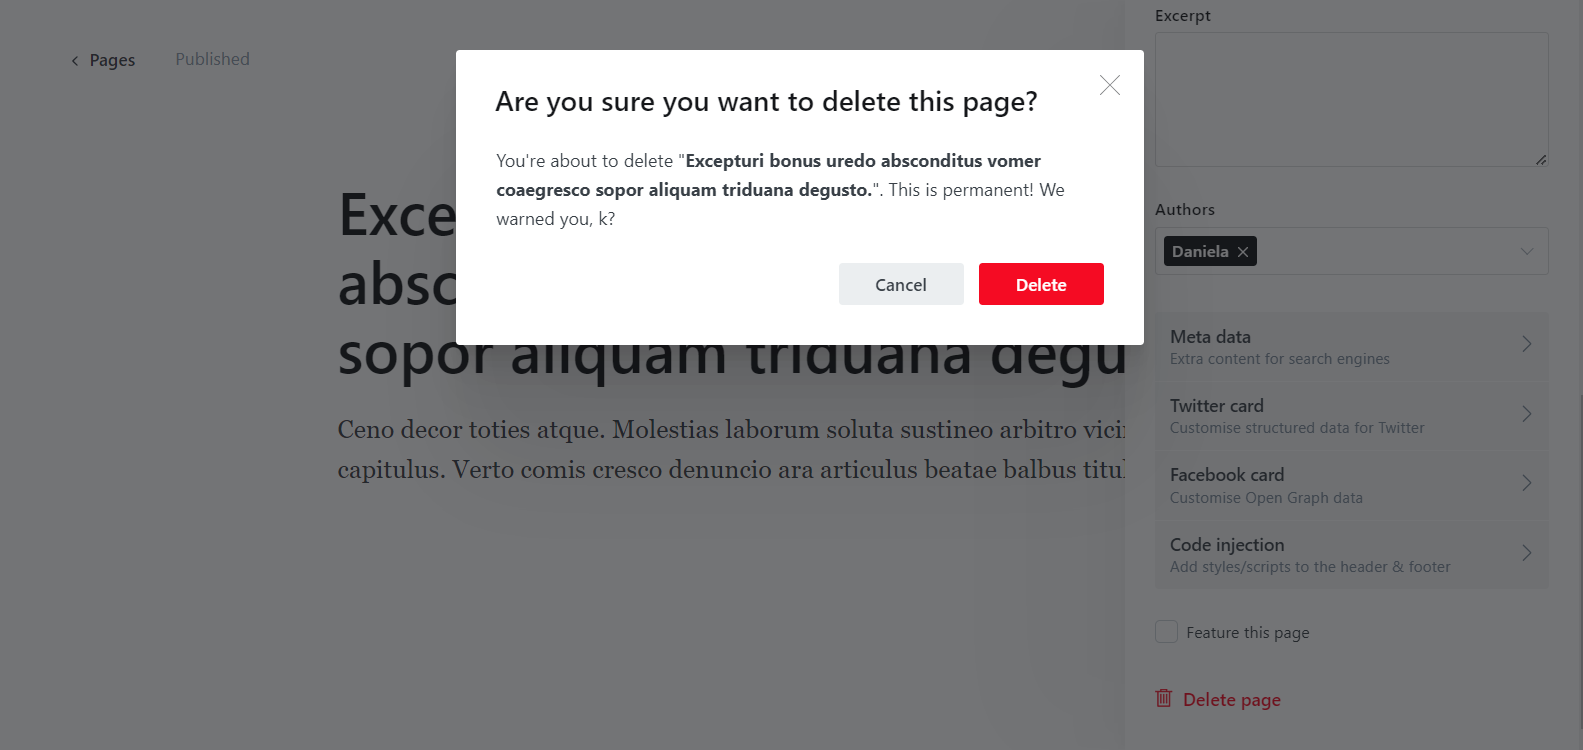 Pages
Published
Are you sure you want to delete this page?
You're about to delete "Excepturi bonus uredo absconditus vomer
coaegresco sopor aliquam triduana degusto.". This is permanent! We
warned you, k?
Cancel
Delete
Exce
absc
sopor aliquam triduana degu
Ceno decor toties atque. Molestias laborum soluta sustineo arbitro
capitulus. Verto comis cresco denuncio ara articulus beatae balbus
Excerpt
Authors
Daniela
Meta data
Extra content for search engines
Twitter card
Customise structured data for Twitter
Facebook card
Customise Open Graph data
Code injection
Add styles/scripts to the header & footer
Feature this page
Delete page